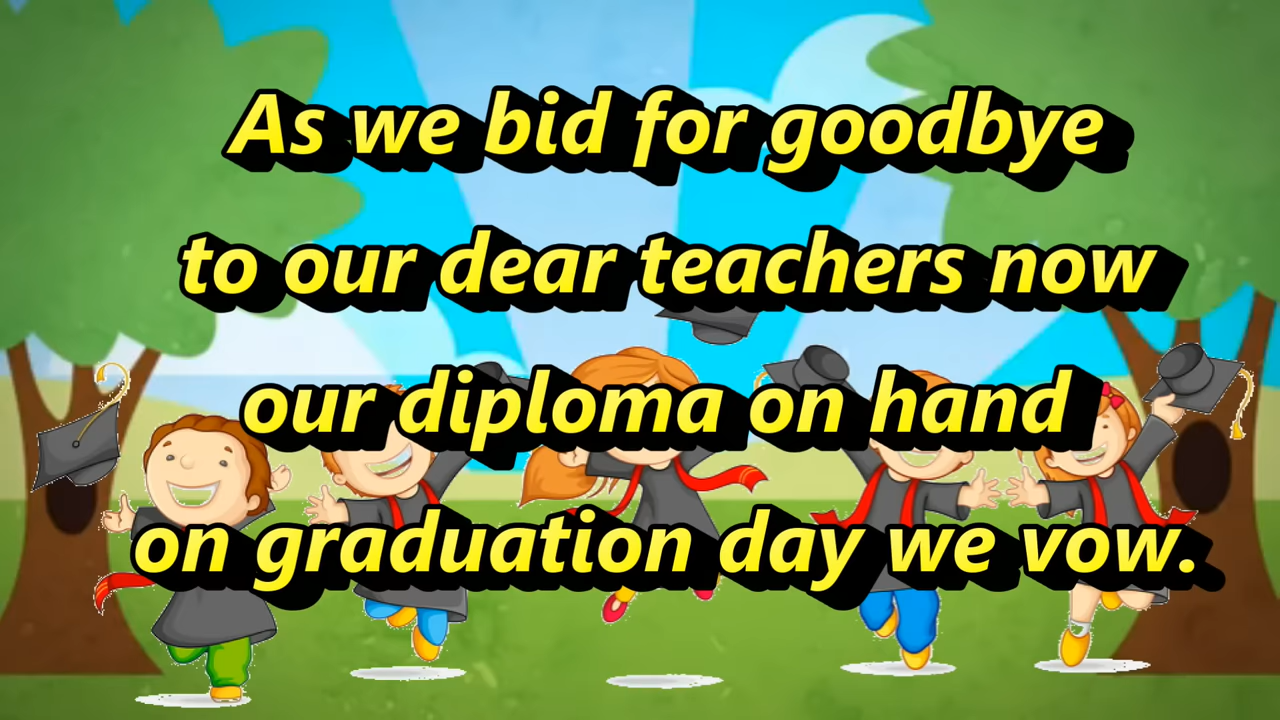 As we bid for goodbye
to our dear teachers now
our diploma on hand
on graduation day we vow.